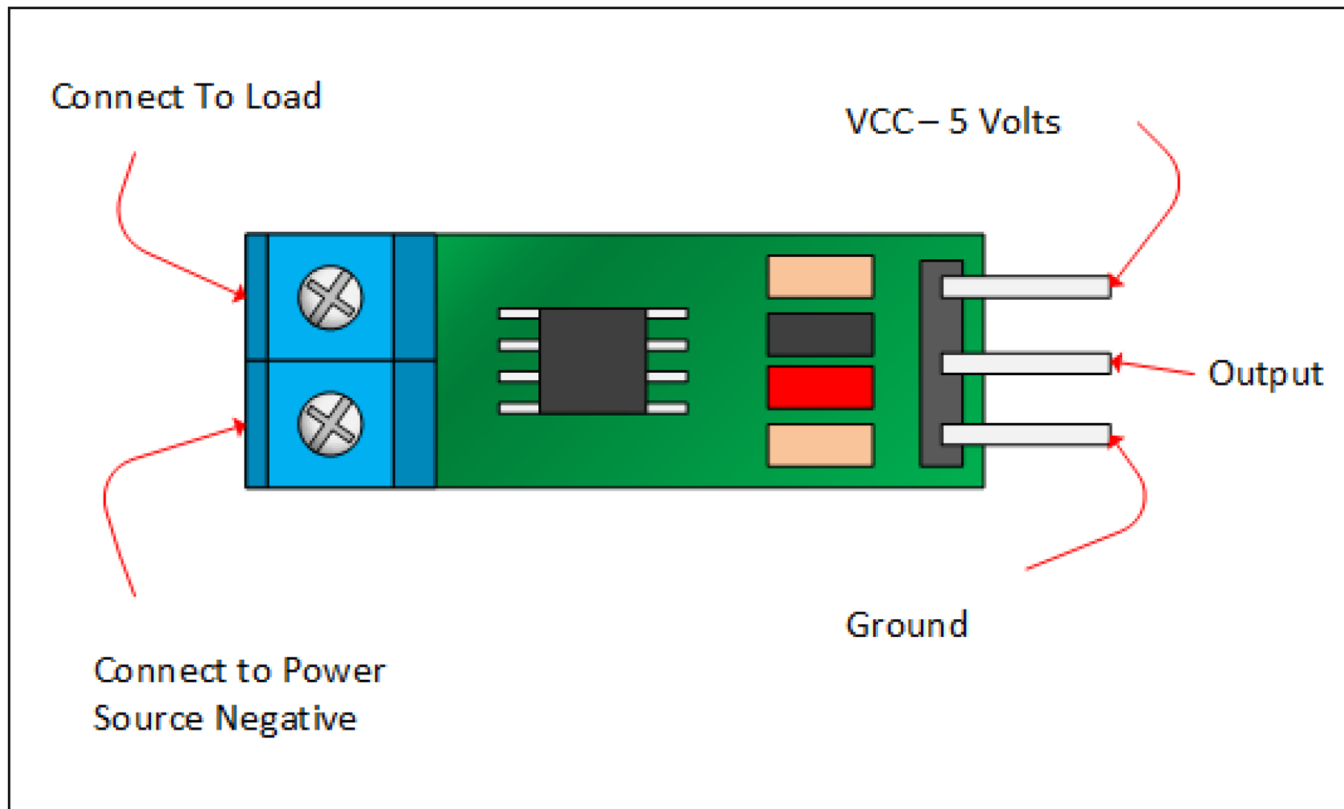 Connect To Load
VCC – 5 Volts
Output
Ground
Connect to Power
Source Negative